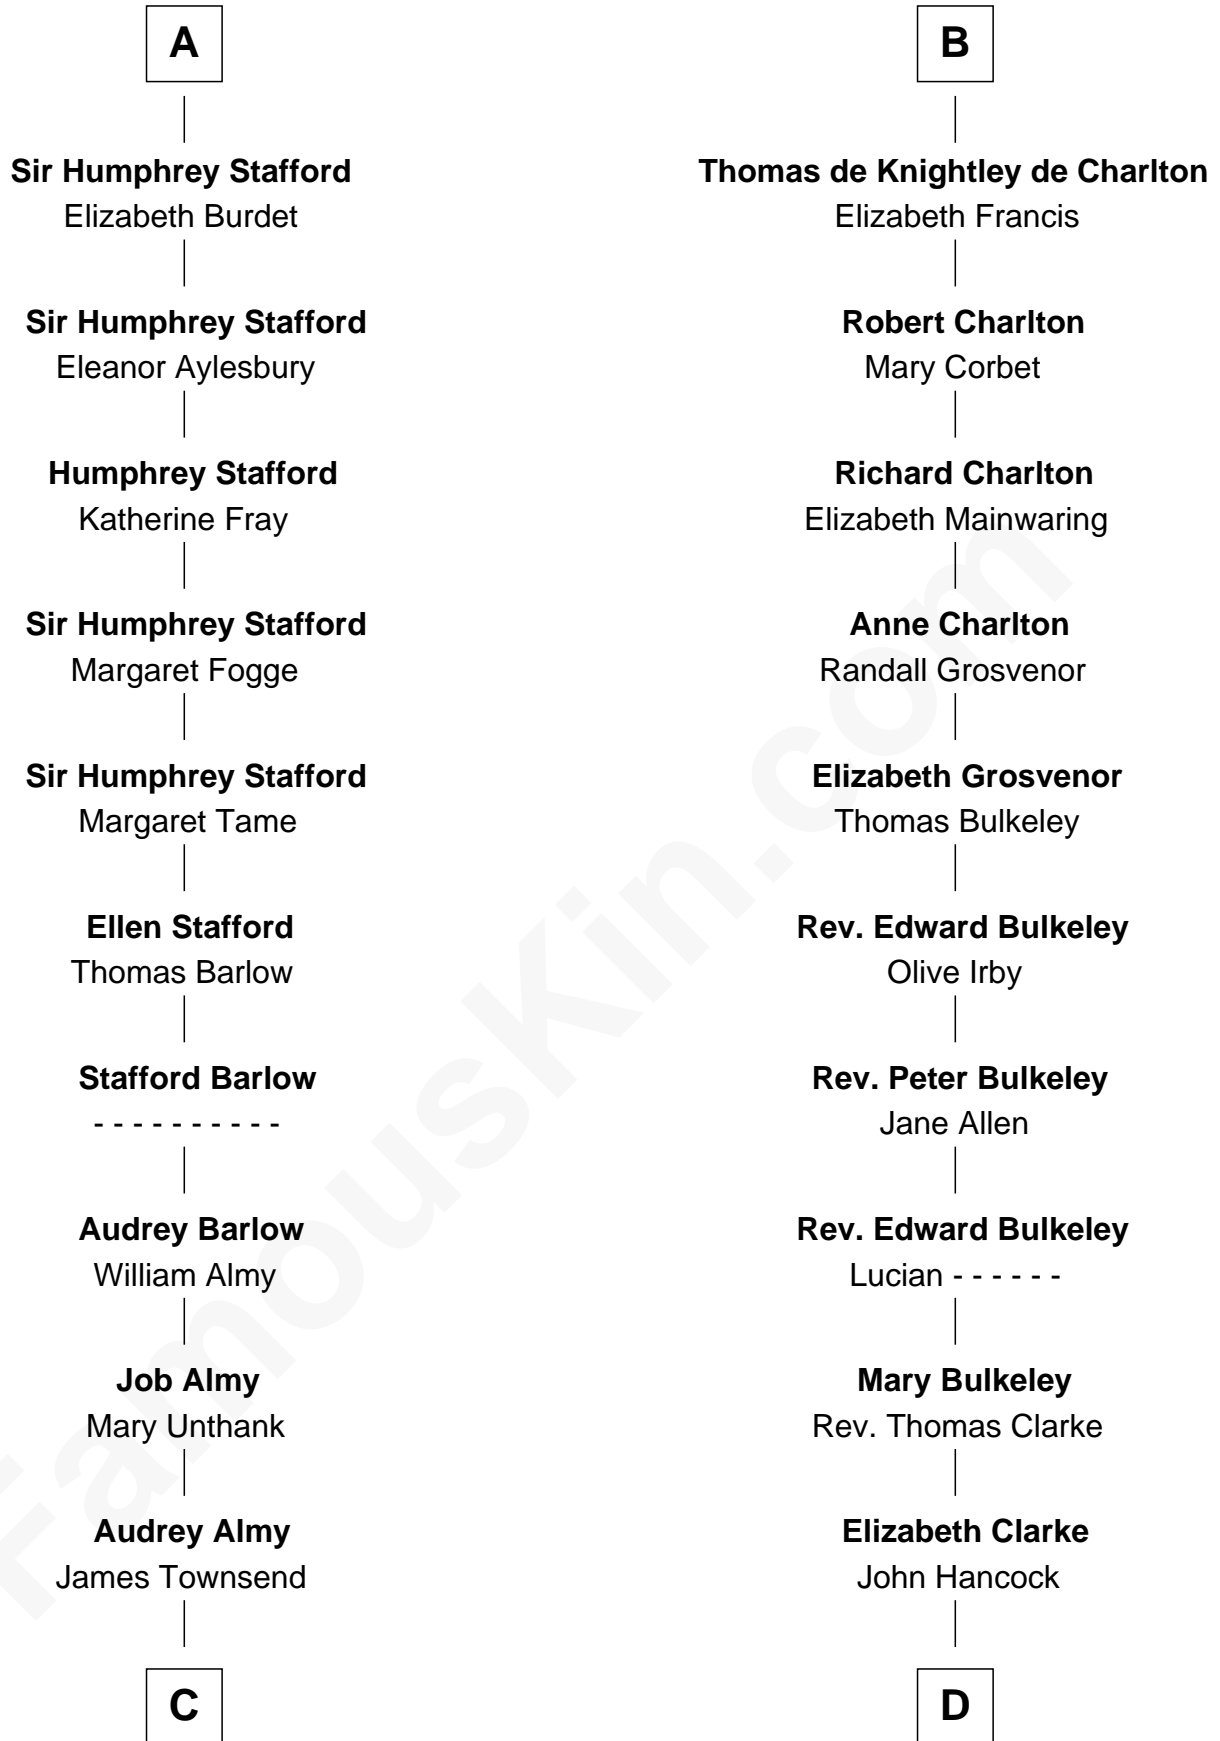 A
Sir Humphrey Stafford
Elizabeth Burdet
Sir Humphrey Stafford
Eleanor Aylesbury
Humphrey Stafford
Katherine Fray
Sir Humphrey Stafford
Margaret Fogge
Sir Humphrey Stafford
Margaret Tame
Ellen Stafford
Thomas Barlow
Stafford Barlow
- - - - - - - - - -
Audrey Barlow
William Almy
Job Almy
Mary Unthank
Audrey Almy
James Townsend
C
B
Thomas de Knightley de Charlton
Elizabeth Francis
Robert Charlton
Mary Corbet
Richard Charlton
Elizabeth Mainwaring
Anne Charlton
Randall Grosvenor
Elizabeth Grosvenor
Thomas Bulkeley
Rev. Edward Bulkeley
Olive Irby
Rev. Peter Bulkeley
Jane Allen
Rev. Edward Bulkeley
Lucian - - - - - -
Mary Bulkeley
Rev. Thomas Clarke
Elizabeth Clarke
John Hancock
D
FamousKin.com